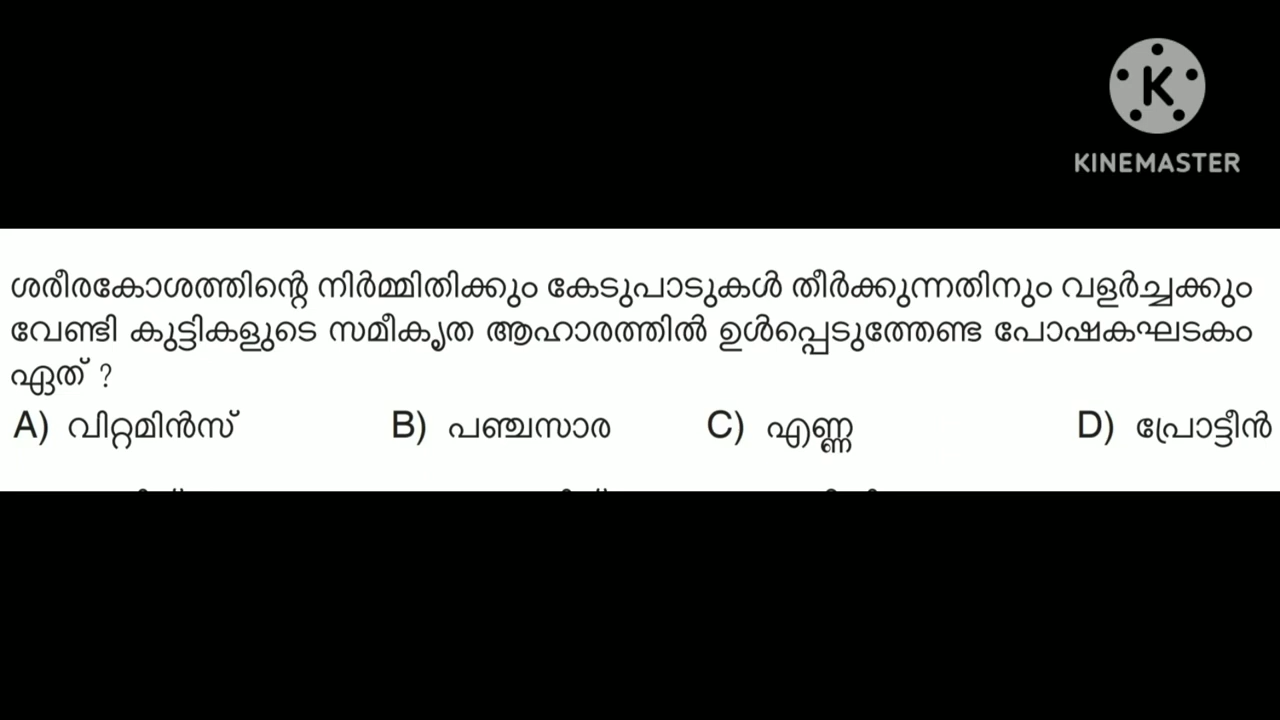 KINEMASTER
ശരീരകോശത്തിന്റെ നിർമ്മിതിക്കും കേടുപാടുകൾ തീർക്കുന്നതിനും വളർച്ചക്കും
വേണ്ടി കുട്ടികളുടെ സമീകൃത ആഹാരത്തിൽ ഉൾപ്പെടുത്തേണ്ട പോഷകഘടകം
ഏത് ?
A) വിറ്റമിൻസ് B) പഞ്ചസാര C) എണ്ണ D) പ്രോട്ടീൻ